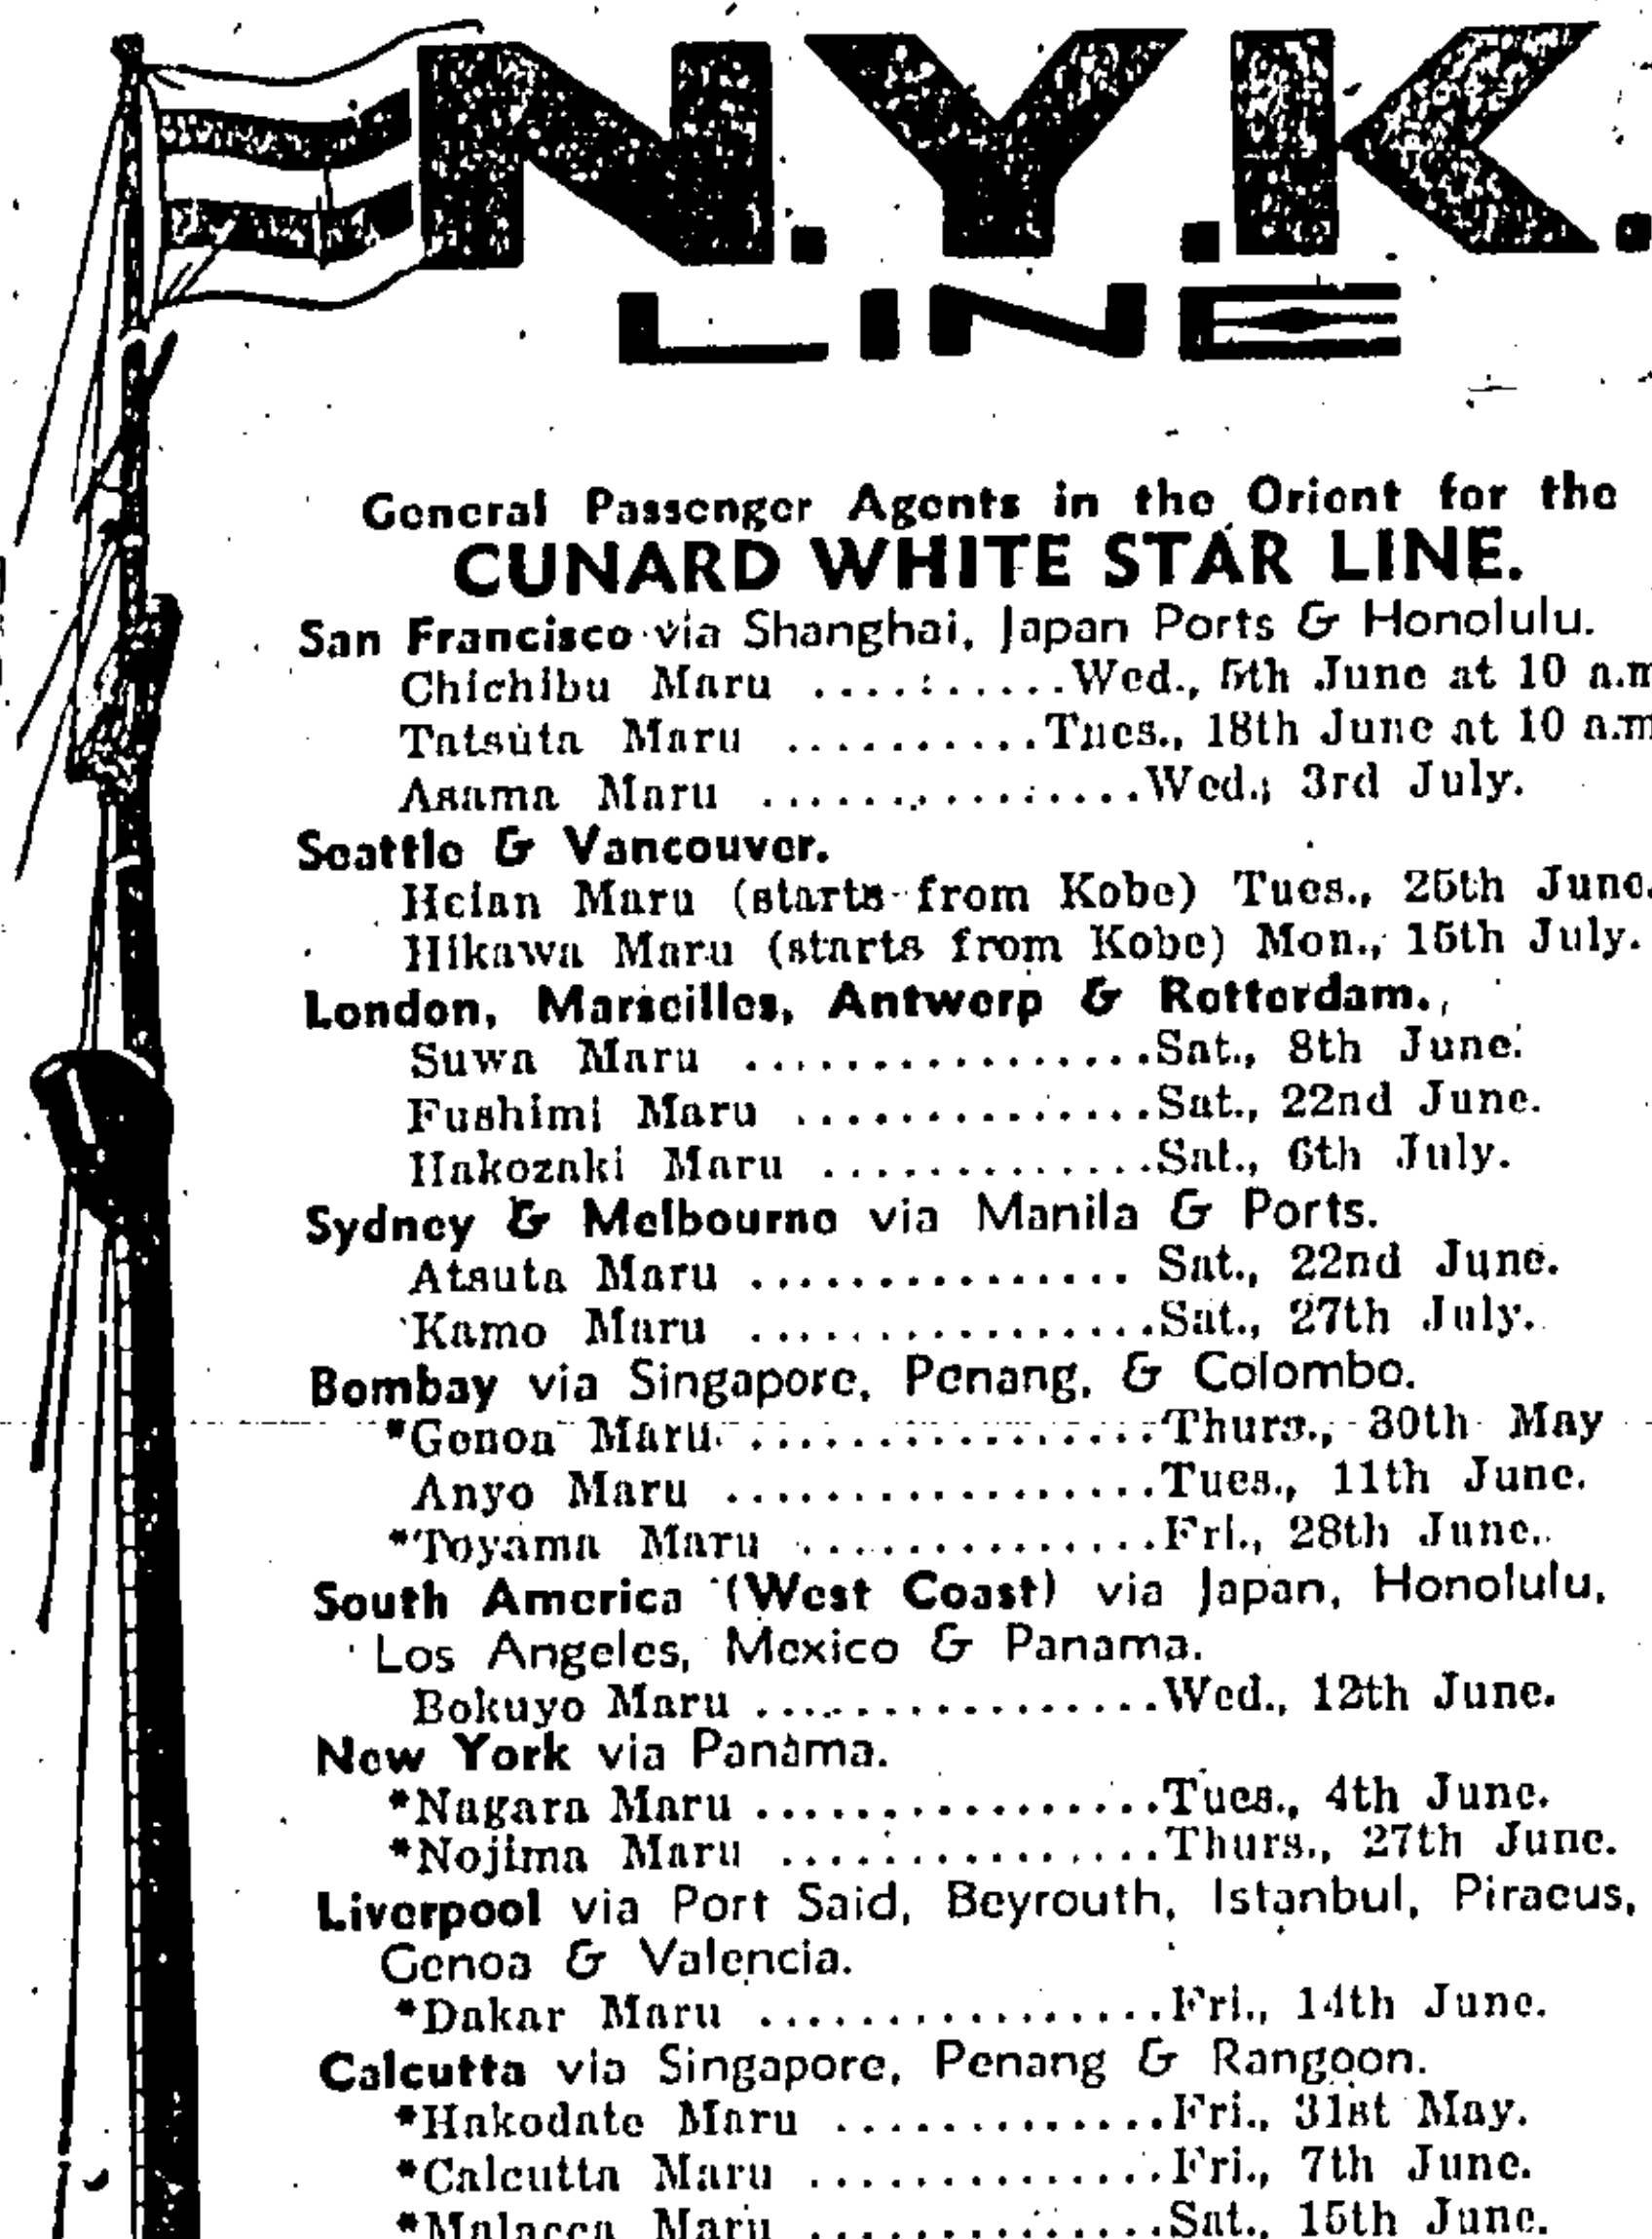 N.Y.K.
LINE
General Passenger Agents in the Orient for the
CUNARD WHITE STAR LINE.
San Francisco via Shanghai, Japan Ports & Honolulu.
Chichibu Maru ..........Wed., 5th June at 10 a.m
Tatsuta Maru ..........Tues., 18th June at 10 a.m
Asama Maru ...............Wed., 3rd July.
Seattle & Vancouver.
Heian Maru (starts from Kobe) Tues., 25th June.
Hikawa Maru (starts from Kobe) Mon., 15th July.
London, Marseilles, Antwerp & Rotterdam.
Suwa Maru ................Sat., 8th June.
Fushimi Maru ..............Sat., 22nd June.
Hakozaki Maru .............Sat., 6th July.
Sydney & Melbourne via Manila & Ports.
Atsuta Maru ............... Sat., 22nd June.
Kamo Maru ................Sat., 27th July.
Bombay via Singapore, Penang, & Colombo.
*Genoa Maru ................Thurs., 30th May
Anyo Maru .................Tues., 11th June.
*Toyama Maru ..............Fri., 28th June.
South America (West Coast) via Japan, Honolulu,
Los Angeles, Mexico & Panama.
Bokuyo Maru ................Wed., 12th June.
New York via Panama.
*Nagara Maru ................Tues., 4th June.
*Nojima Maru ...............Thurs., 27th June.
Liverpool via Port Said, Beyrouth, Istanbul, Piraeus,
Genoa & Valencia.
*Dakar Maru ................Fri., 14th June.
Calcutta via Singapore, Penang & Rangoon.
*Hakodate Maru .............Fri., 31st May.
*Calcutta Maru ..............Fri., 7th June.
*Malacca Maru ..............Sat., 15th June.